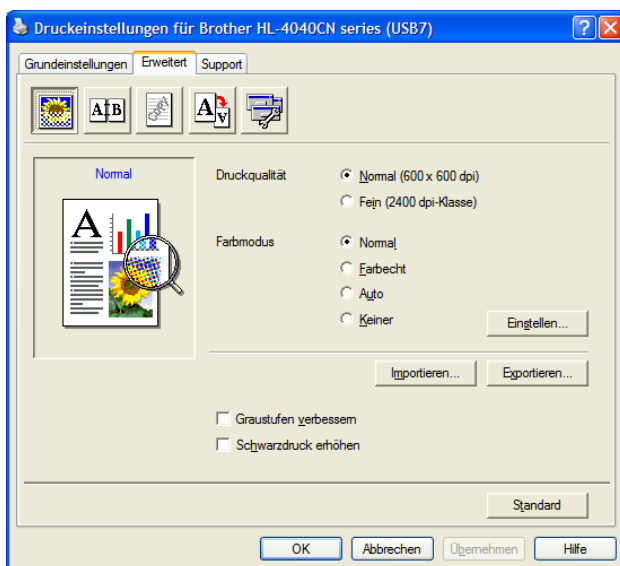 Druckeinstellungen für Brother HL-4040CN series (USB7)
Grundeinstellungen Erweitert Support
A B Copy A A
Normal
A
Druckqualität
Normal (600 x 600 dpi)
Fein (2400 dpi-Klasse)
Farbmodus
Normal
Farbecht
Auto
Keiner
Einstellen...
Importieren... Exportieren...
Graustufen verbessern
Schwarzdruck erhöhen
Standard
OK Abbrechen Übernehmen Hilfe